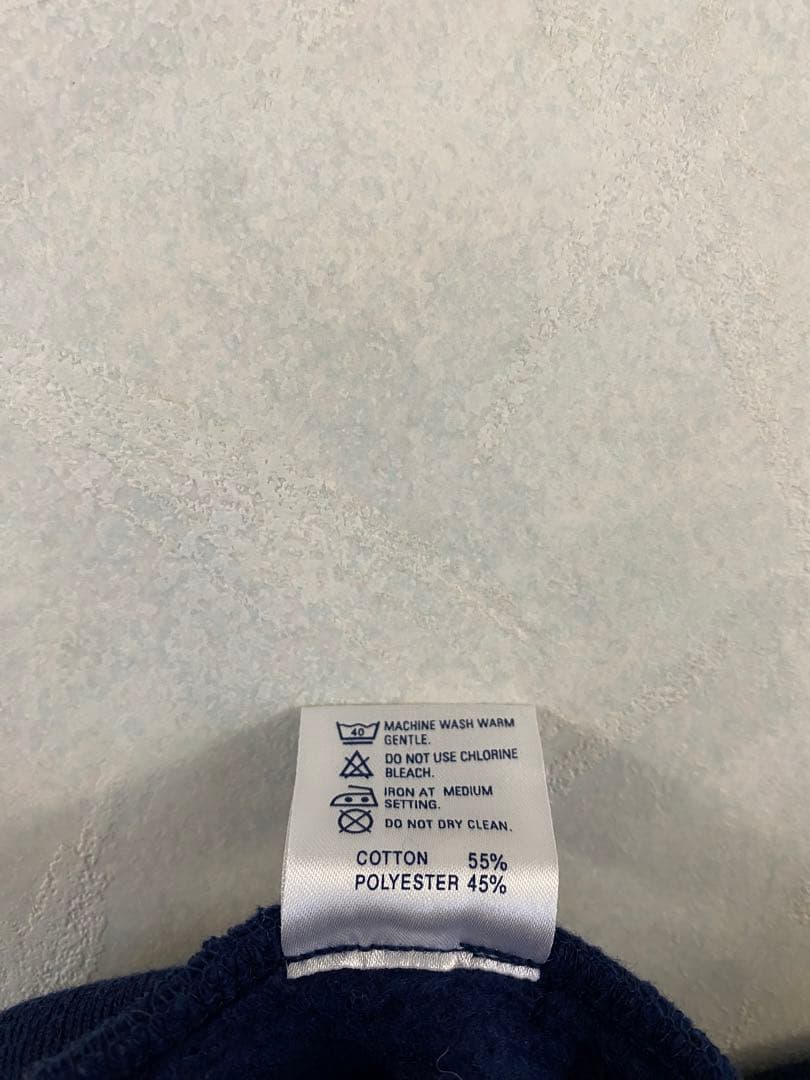 40 MACHINE WASH WARM
GENTLE.
DO NOT USE CHLORINE
BLEACH.
IRON AT MEDIUM
SETTING.
DO NOT DRY CLEAN.
COTTON 55%
POLYESTER 45%